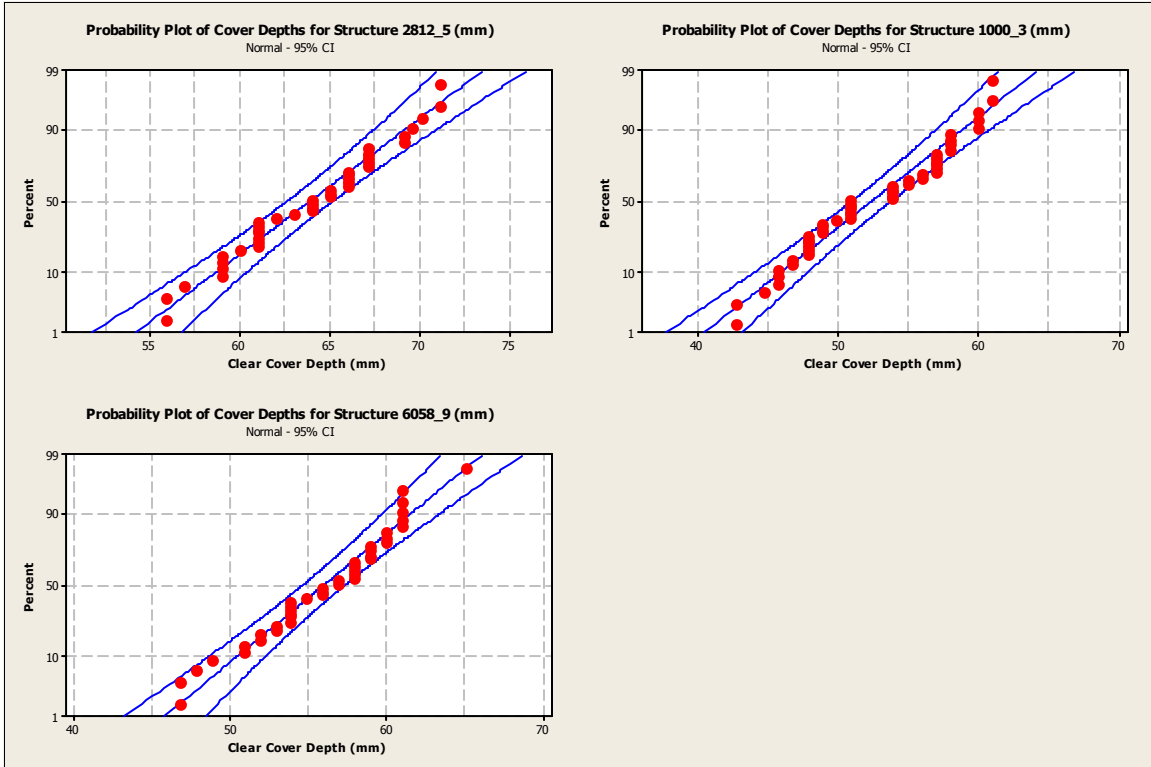 Probability Plot of Cover Depths for Structure 2812_5 (mm)
Normal - 95% CI
99
90
50
10
1
Percent
55 60 65 70 75
Clear Cover Depth (mm)
Probability Plot of Cover Depths for Structure 1000_3 (mm)
Normal - 95% CI
99
90
50
10
1
Percent
40 50 60 70
Clear Cover Depth (mm)
Probability Plot of Cover Depths for Structure 6058_9 (mm)
Normal - 95% CI
99
90
50
10
1
Percent
40 50 60 70
Clear Cover Depth (mm)